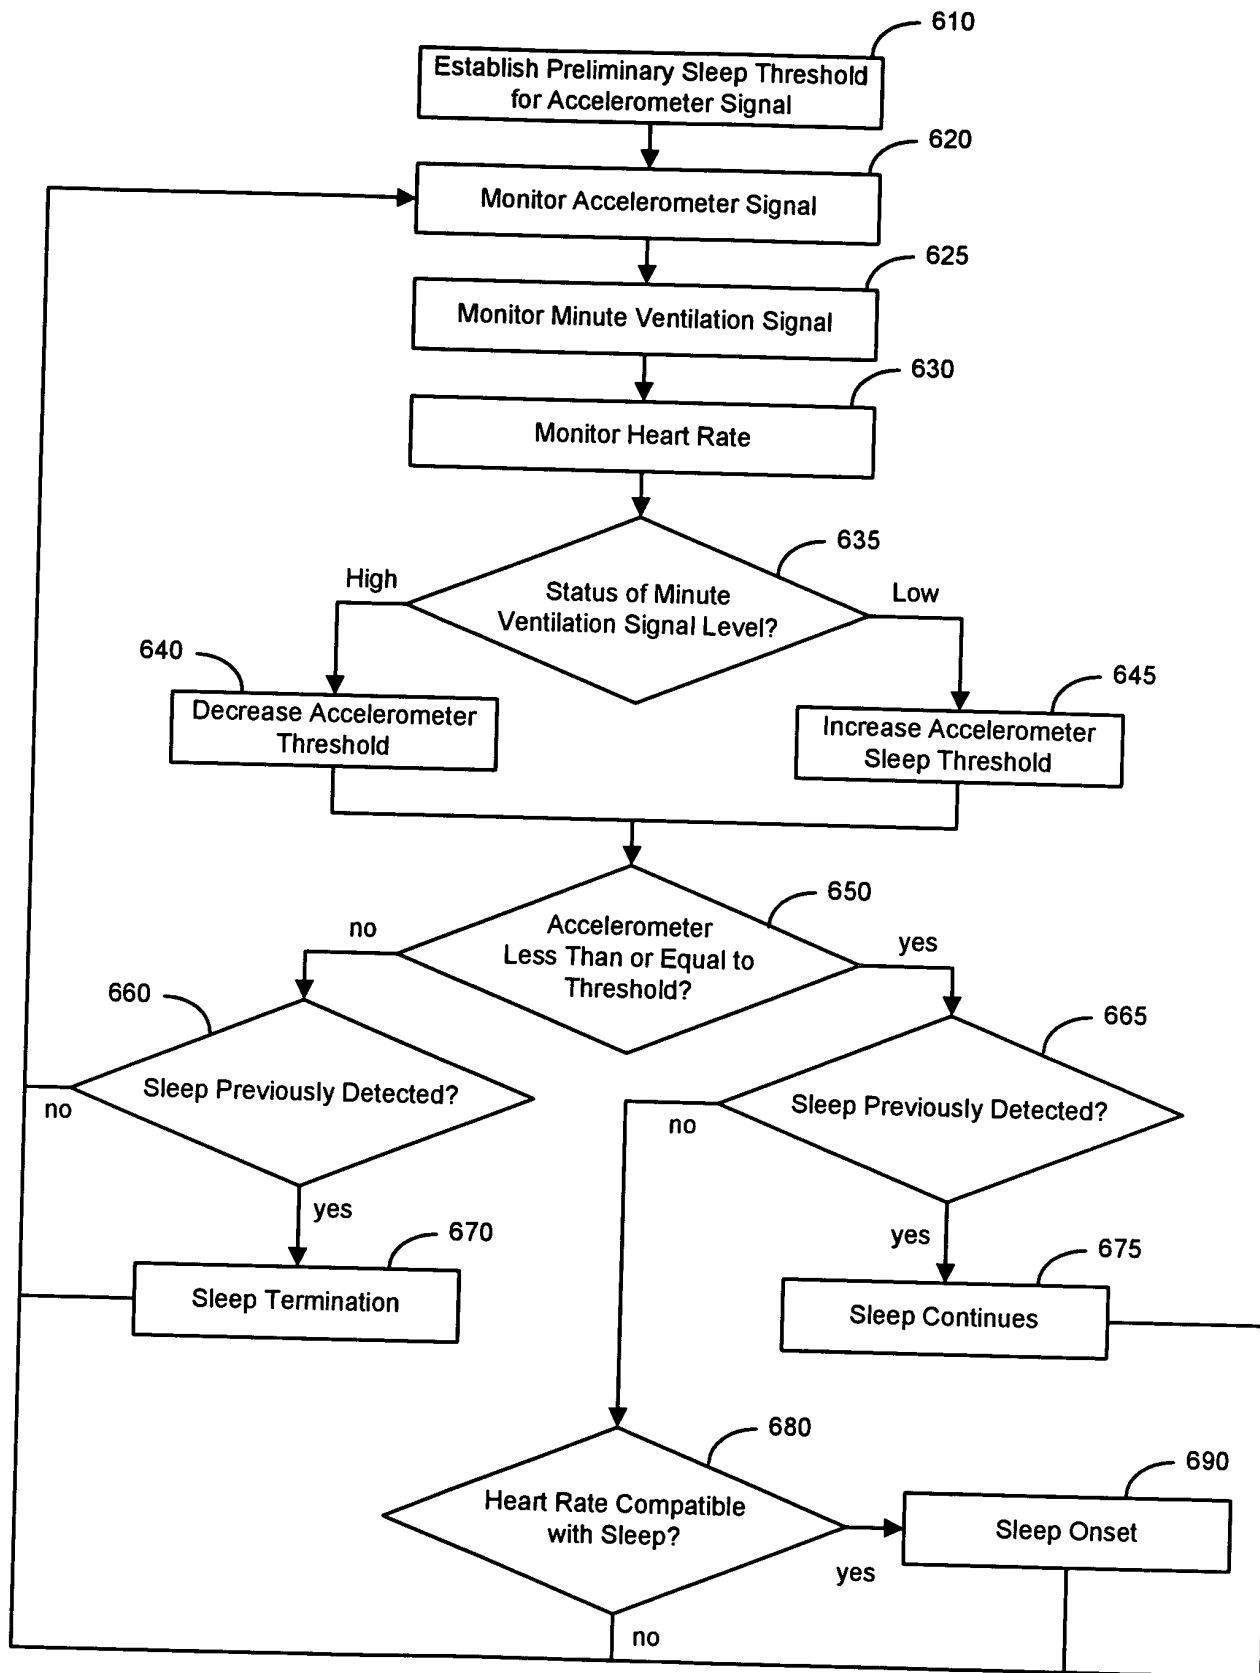 610
Establish Preliminary Sleep Threshold
for Accelerometer Signal
620
Monitor Accelerometer Signal
625
Monitor Minute Ventilation Signal
630
Monitor Heart Rate
635
High
Status of Minute
Ventilation Signal Level?
Low
640
Decrease Accelerometer
Threshold
645
Increase Accelerometer
Sleep Threshold
650
no
Accelerometer
Less Than or Equal to
Threshold?
yes
660
Sleep Previously Detected?
no
665
Sleep Previously Detected?
no
yes
670
Sleep Termination
yes
675
Sleep Continues
680
Heart Rate Compatible
with Sleep?
yes
690
Sleep Onset
no